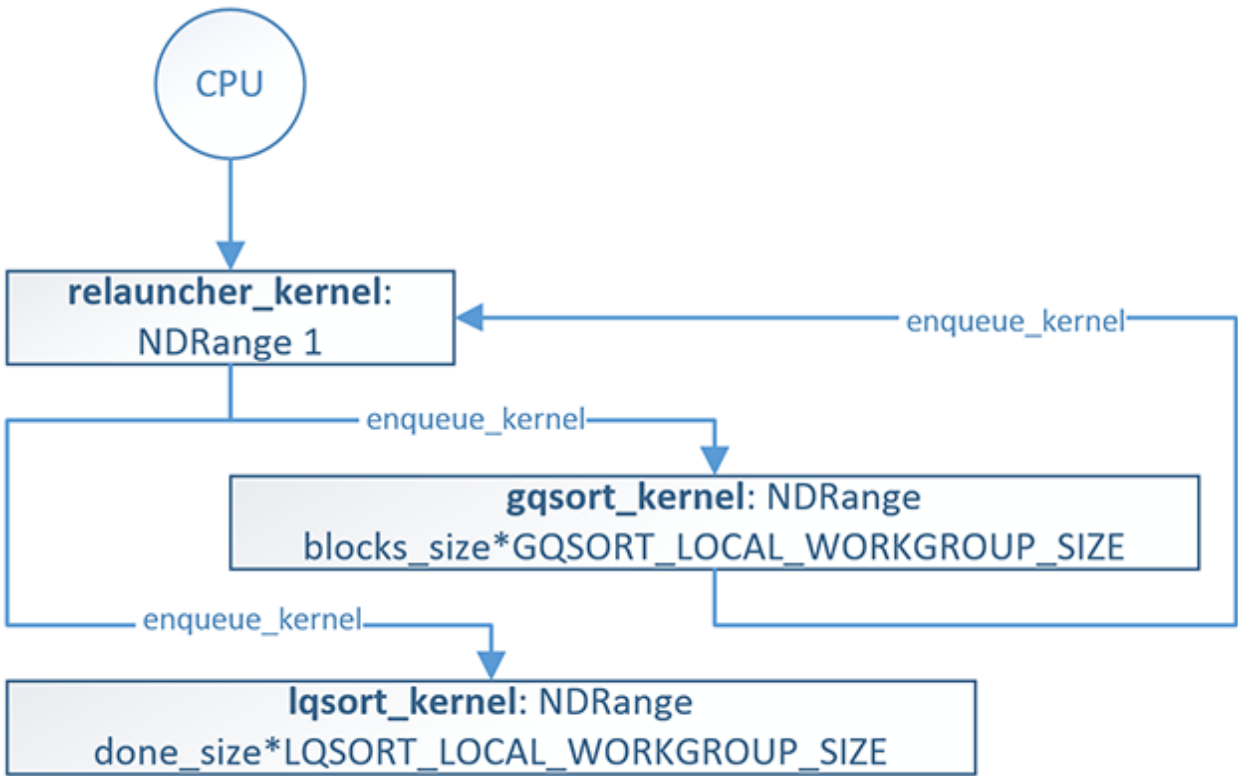 CPU
relauncher_kernel:
NDRange 1
enqueue_kernel
enqueue_kernel
gqsort_kernel: NDRange
blocks_size*GQSORT_LOCAL_WORKGROUP_SIZE
enqueue_kernel
lqsort_kernel: NDRange
done_size*LQSORT_LOCAL_WORKGROUP_SIZE